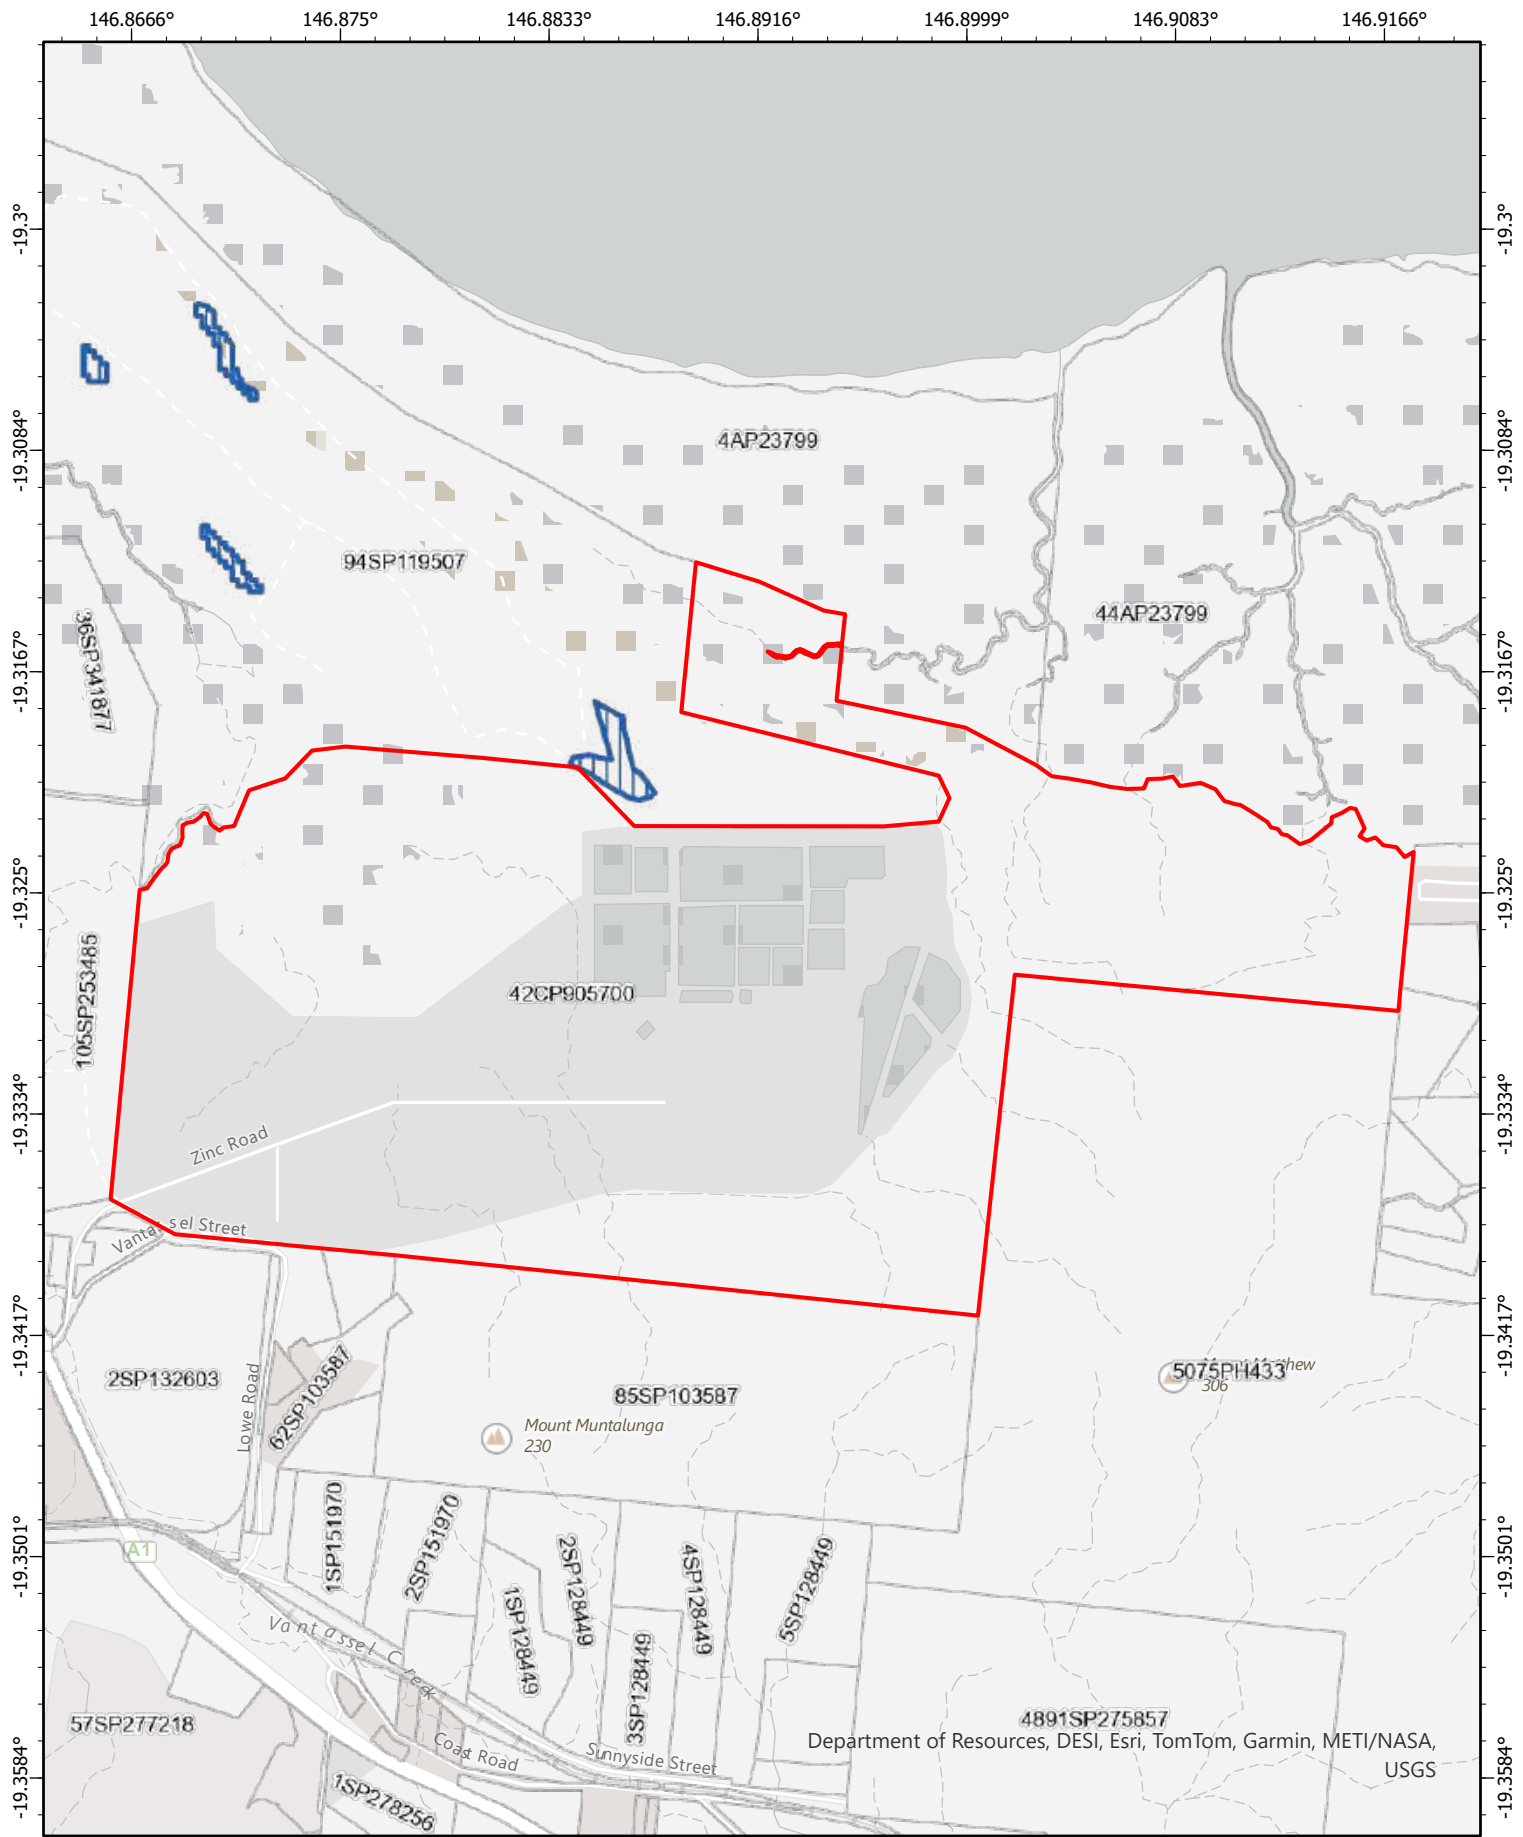 146.8666° 146.875° 146.8833° 146.8916° 146.8999° 146.9083° 146.9166°
-19.3° -19.3°
-19.3084° -19.3084°
4AP23799
94SP119507
44AP23799
36SP341877
-19.3167° -19.3167°
-19.325° -19.325°
105SP253485
42CP905700
-19.3334° -19.3334°
Zinc Road
Vantassel Street
-19.3417° -19.3417°
2SP132603
Lowe Road
62SP103587
85SP103587
5075PH433
306
Mount Muntalunga
230
-19.3501° -19.3501°
A1
1SP151970
2SP151970
1SP128449
2SP128449
3SP128449
4SP128449
5SP128449
Vantassel Creek
57SP277218
4891SP275857
Coast Road
Sunnyside Street
Department of Resources, DESI, Esri, TomTom, Garmin, METI/NASA,
USGS
-19.3584° -19.3584°
1SP278256